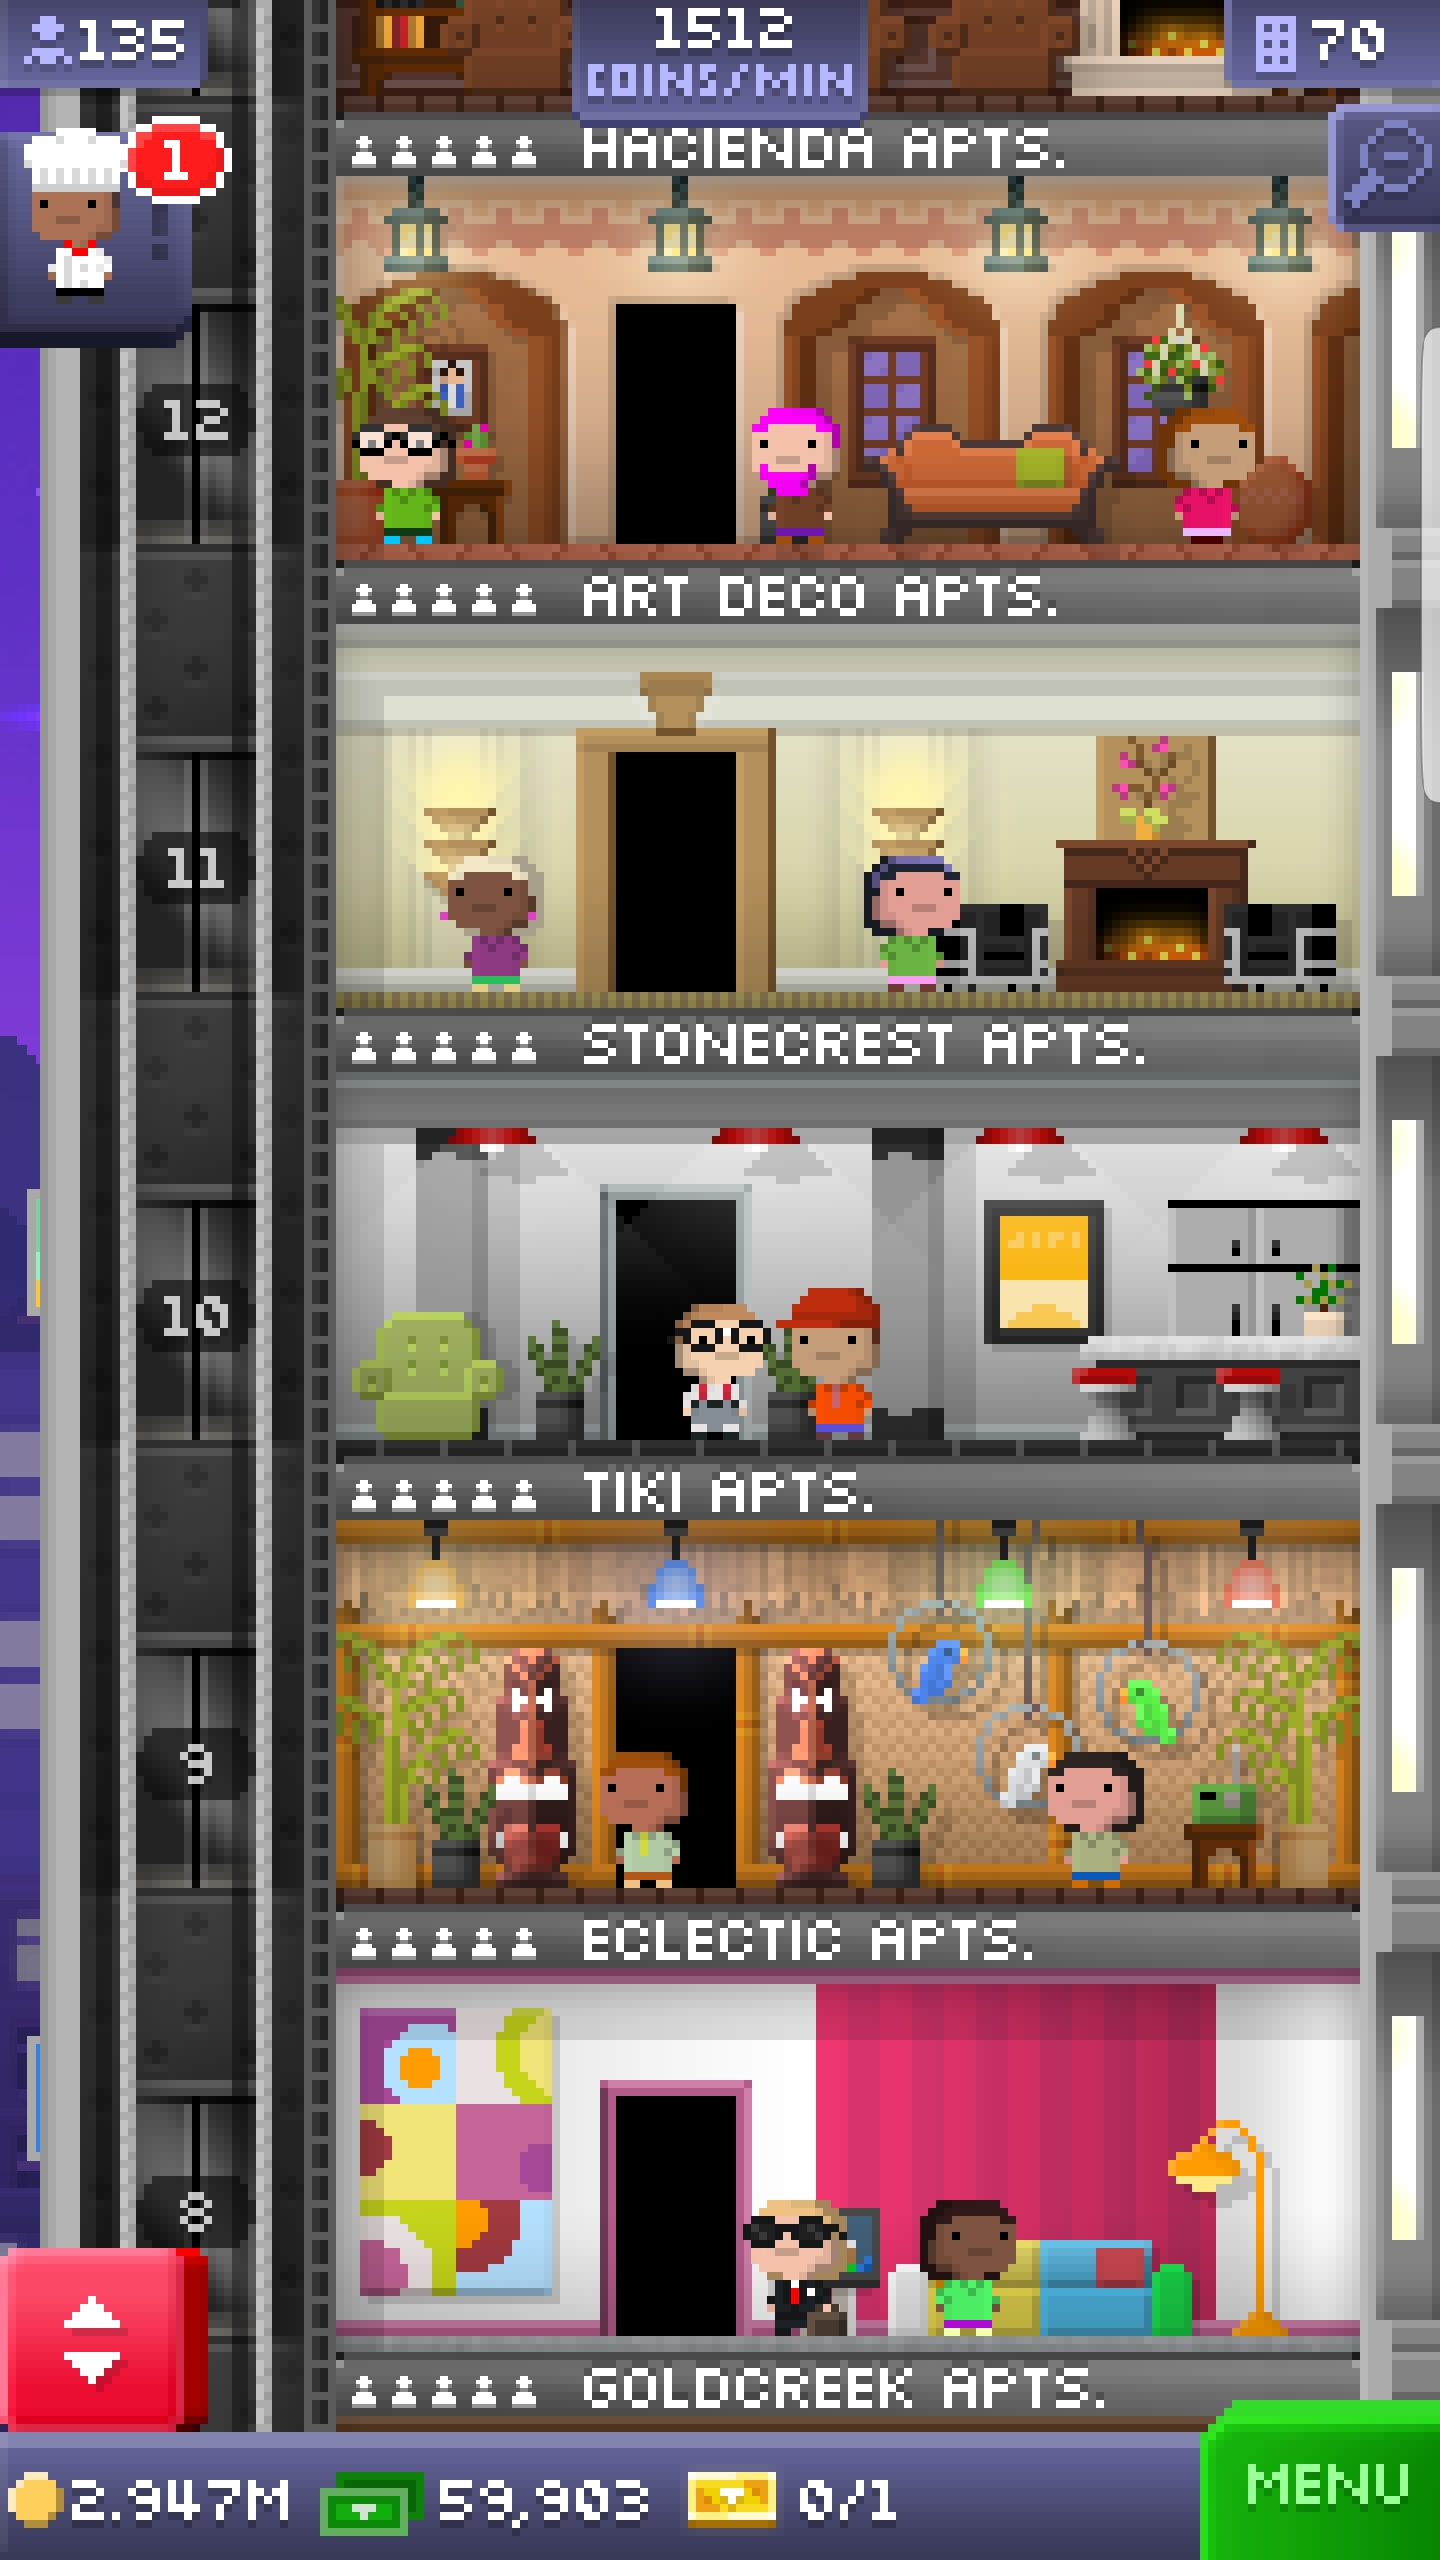 135
1512
COINS/MIN
70
1
HACIENDA APTS.
12
ART DECO APTS.
11
STONECREST APTS.
10
TIKI APTS.
9
ECLECTIC APTS.
8
GOLDCREEK APTS.
2.947M
59,903
0/1
MENU